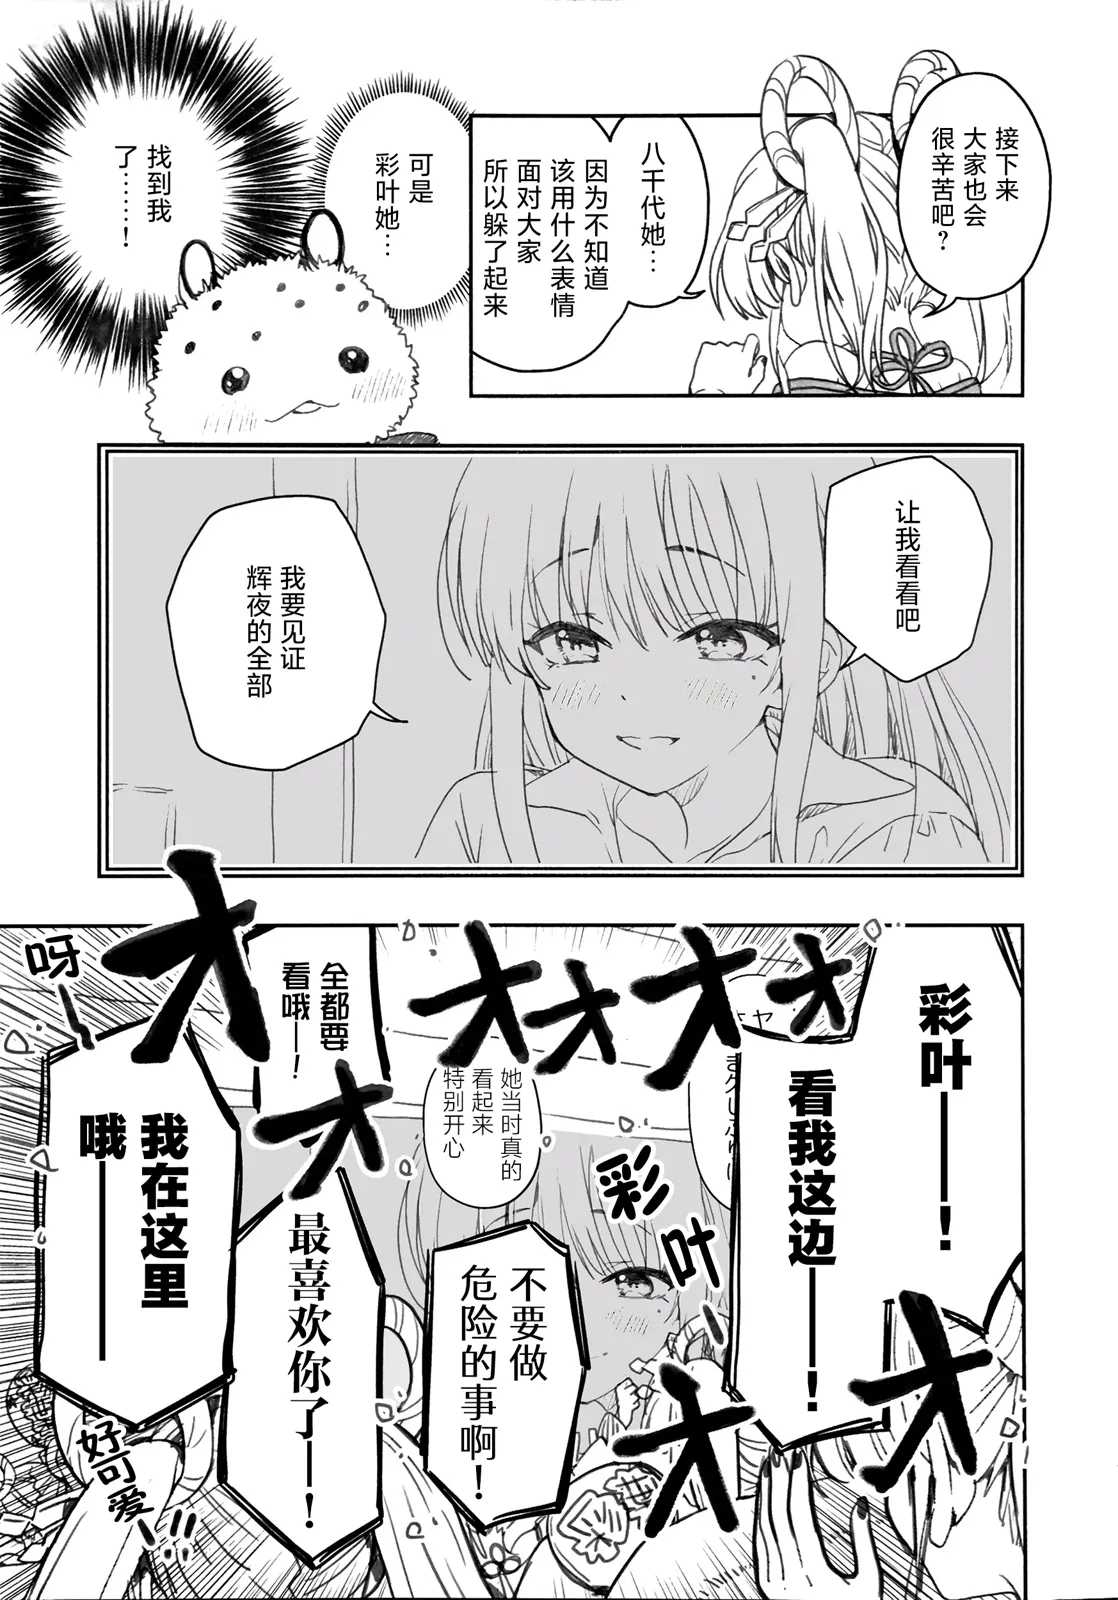 接下来
大家也会
很辛苦吧?
八千代她…
因为不知道
该用什么表情
面对大家
所以躲了起来
可是
彩叶她…
找到我
了……!
让我看看吧
我要见证
辉夜的全部
彩叶——!
看我这边——!
オオオオオ
ヤ
她当时真的
看起来
特别开心
彩叶
全都要
看哦—!
不要做
危险的事啊!
最喜欢你了——!
呀—!
我在这里
哦——
オオオ
好可爱!!